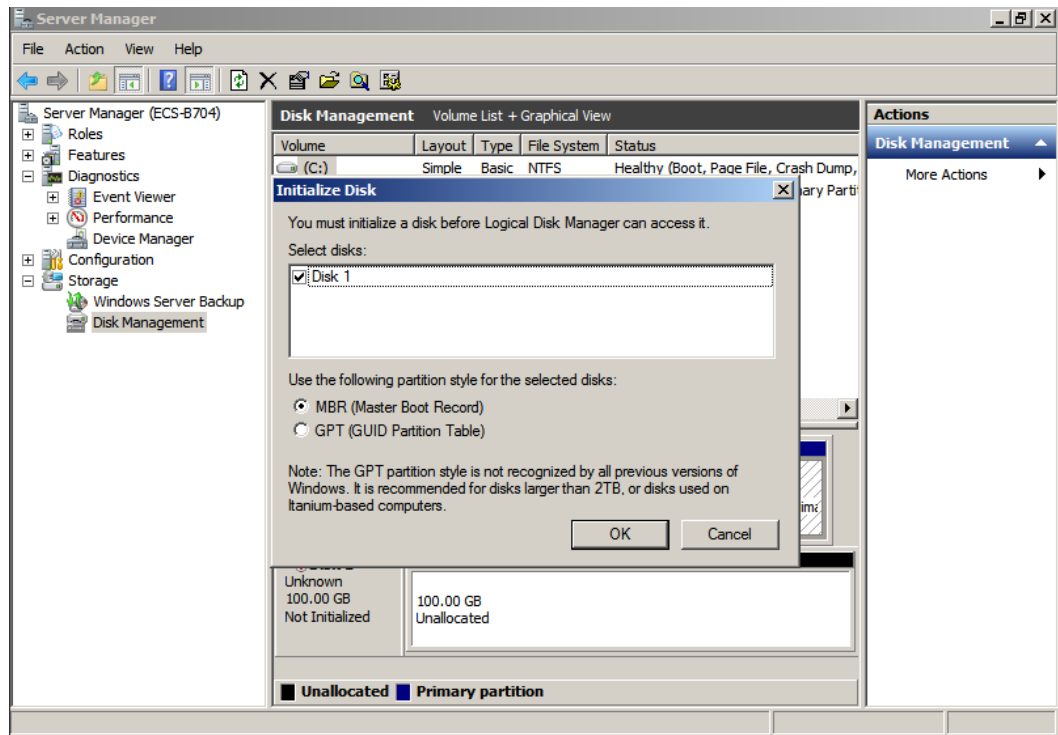 Server Manager
File Action View Help
Server Manager (ECS-B704)
Roles
Features
Diagnostics
Event Viewer
Performance
Device Manager
Configuration
Storage
Windows Server Backup
Disk Management
Disk Management Volume List + Graphical View
Volume Layout Type File System Status
(C:) Simple Basic NTFS Healthy (Boot, Page File, Crash Dump,
Initialize Disk
You must initialize a disk before Logical Disk Manager can access it.
Select disks:
Disk 1
Use the following partition style for the selected disks:
MBR (Master Boot Record)
GPT (GUID Partition Table)
Note: The GPT partition style is not recognized by all previous versions of
Windows. It is recommended for disks larger than 2TB, or disks used on
Itanium-based computers.
OK Cancel
Unknown
100.00 GB
Not Initialized
100.00 GB
Unallocated
Unallocated Primary partition
Actions
Disk Management
More Actions